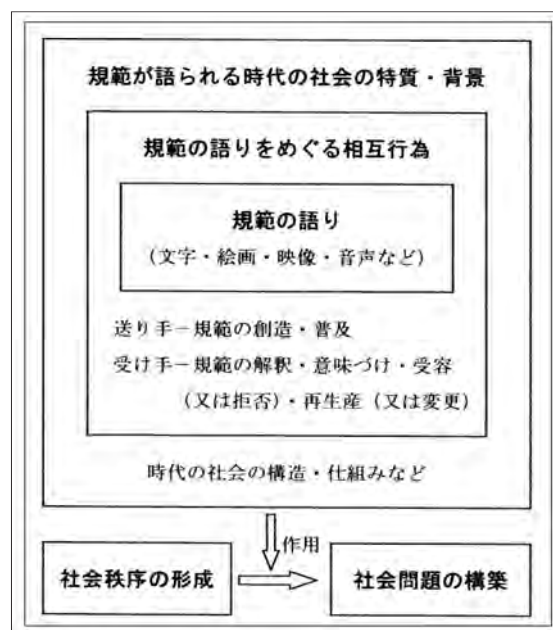 規範が語られる時代の社会の特質・背景
規範の語りをめぐる相互行為
規範の語り
（文字・絵画・映像・音声など）
送り手－規範の創造・普及
受け手－規範の解釈・意味づけ・受容
（又は拒否）・再生産（又は変更）
時代の社会の構造・仕組みなど
作用
社会秩序の形成
社会問題の構築